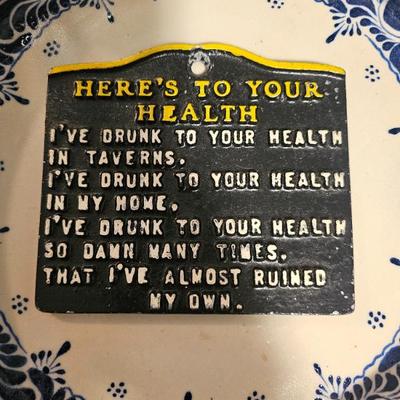 HERE'S TO YOUR
HEALTH
I'VE DRUNK TO YOUR HEALTH
IN TAVERNS.
I'VE DRUNK TO YOUR HEALTH
IN MY HOME,
I'VE DRUNK TO YOUR HEALTH
SO DAMN MANY TIMES.
THAT I'VE ALMOST RUINED
MY OWN.